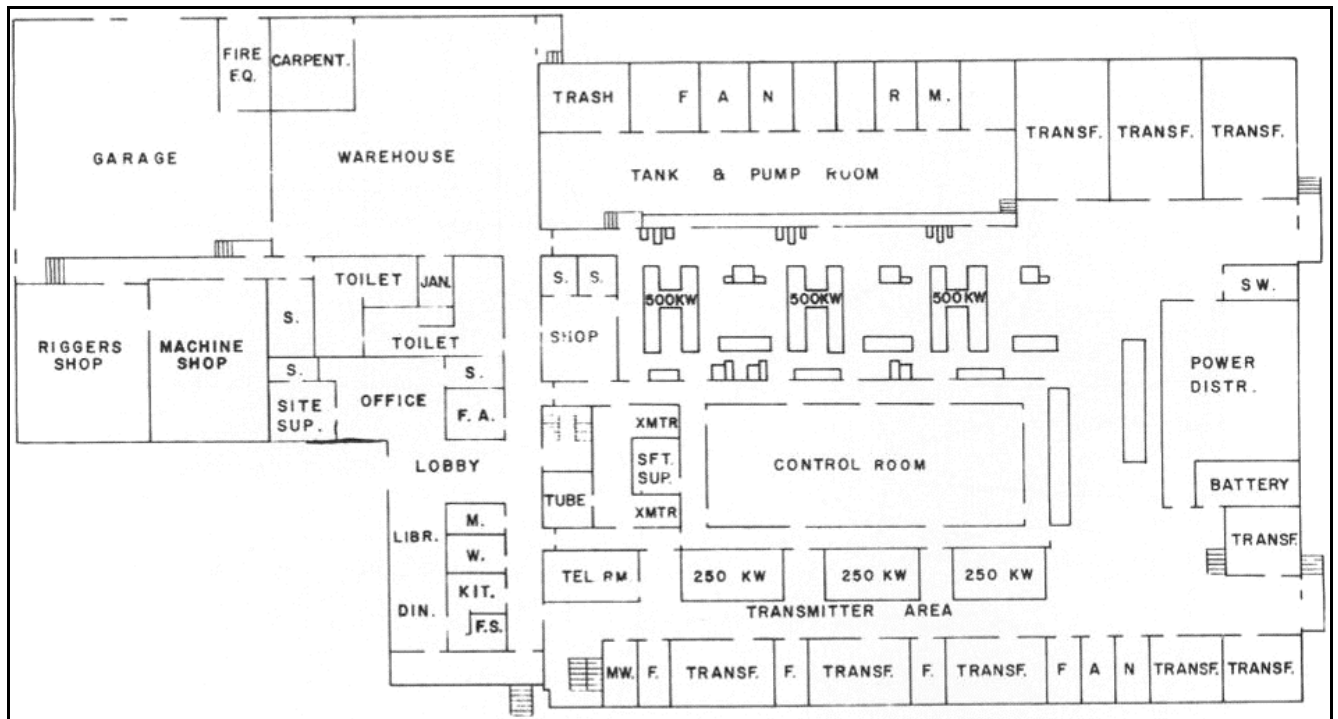 FIRE
E.Q.
CARPENT.
GARAGE
WAREHOUSE
TRASH
F A N R M.
TRANSF. TRANSF. TRANSF.
TANK & PUMP ROOM
TOILET
JAN.
S. S.
500KW 500KW 500KW
SW.
RIGGERS
SHOP
MACHINE
SHOP
S.
TOILET
SHOP
POWER
DISTR.
S.
S.
OFFICE
SITE
SUP.
F. A.
XMTR
LOBBY
SFT.
SUP.
CONTROL ROOM
TUBE
XMTR
BATTERY
M.
LIBR.
W.
TRANSF.
TEL RM.
250 KW 250 KW 250 KW
KIT.
DIN.
F.S.
TRANSMITTER AREA
MW. F. TRANSF. F. TRANSF. F. TRANSF. F A N TRANSF. TRANSF.